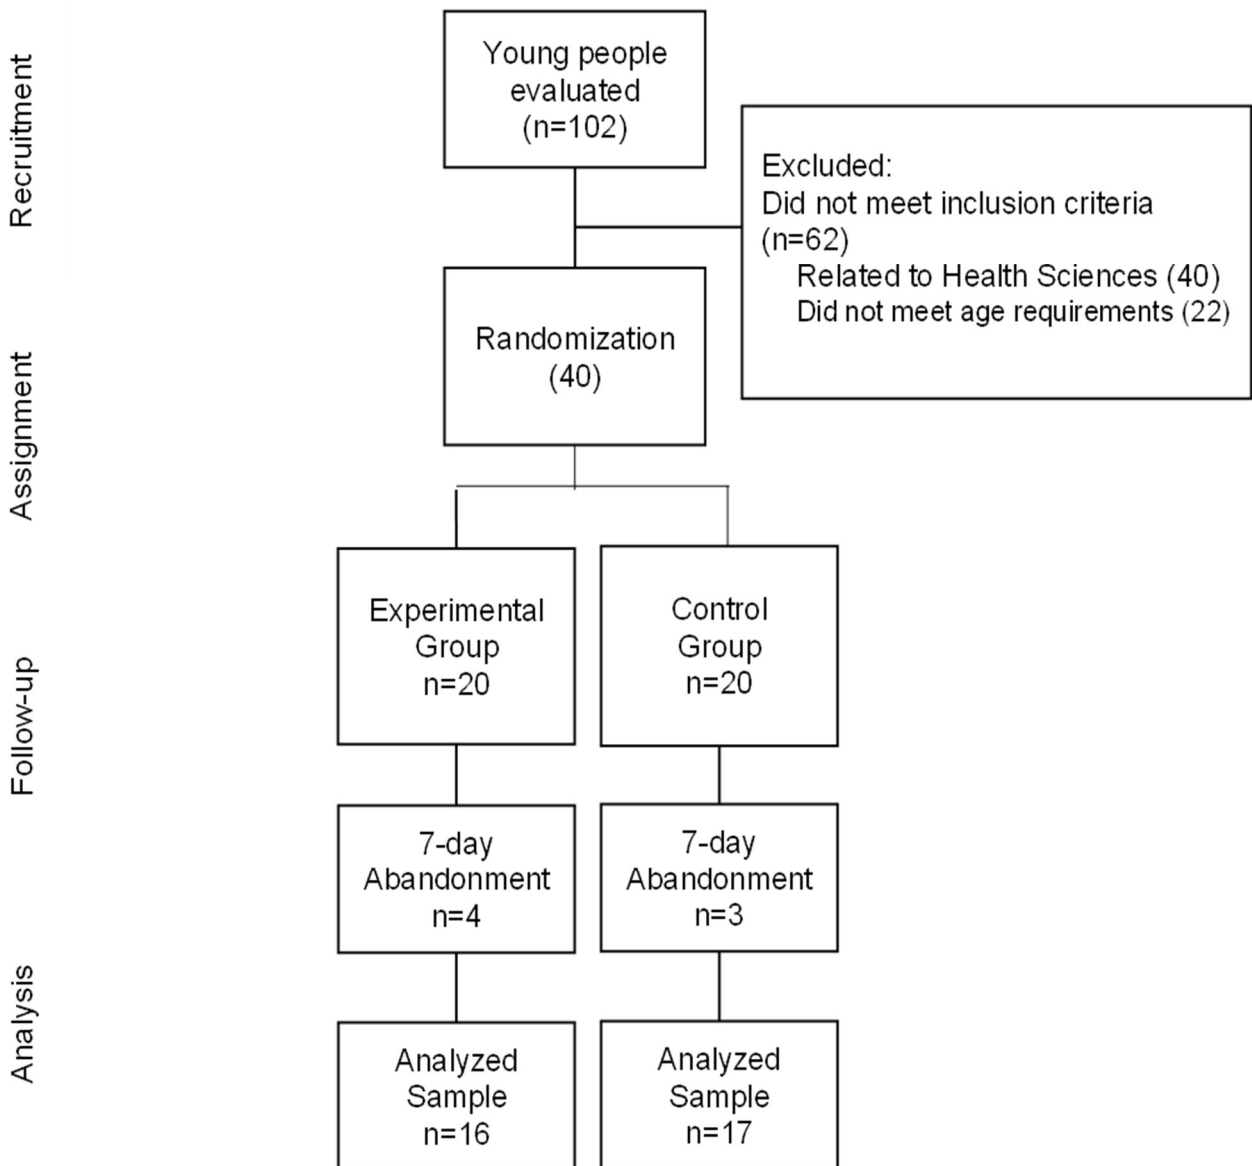 Recruitment
Young people
evaluated
(n=102)
Excluded:
Did not meet inclusion criteria
(n=62)
Related to Health Sciences (40)
Did not meet age requirements (22)
Assignment
Randomization
(40)
Follow-up
Experimental
Group
n=20
Control
Group
n=20
7-day
Abandonment
n=4
7-day
Abandonment
n=3
Analysis
Analyzed
Sample
n=16
Analyzed
Sample
n=17